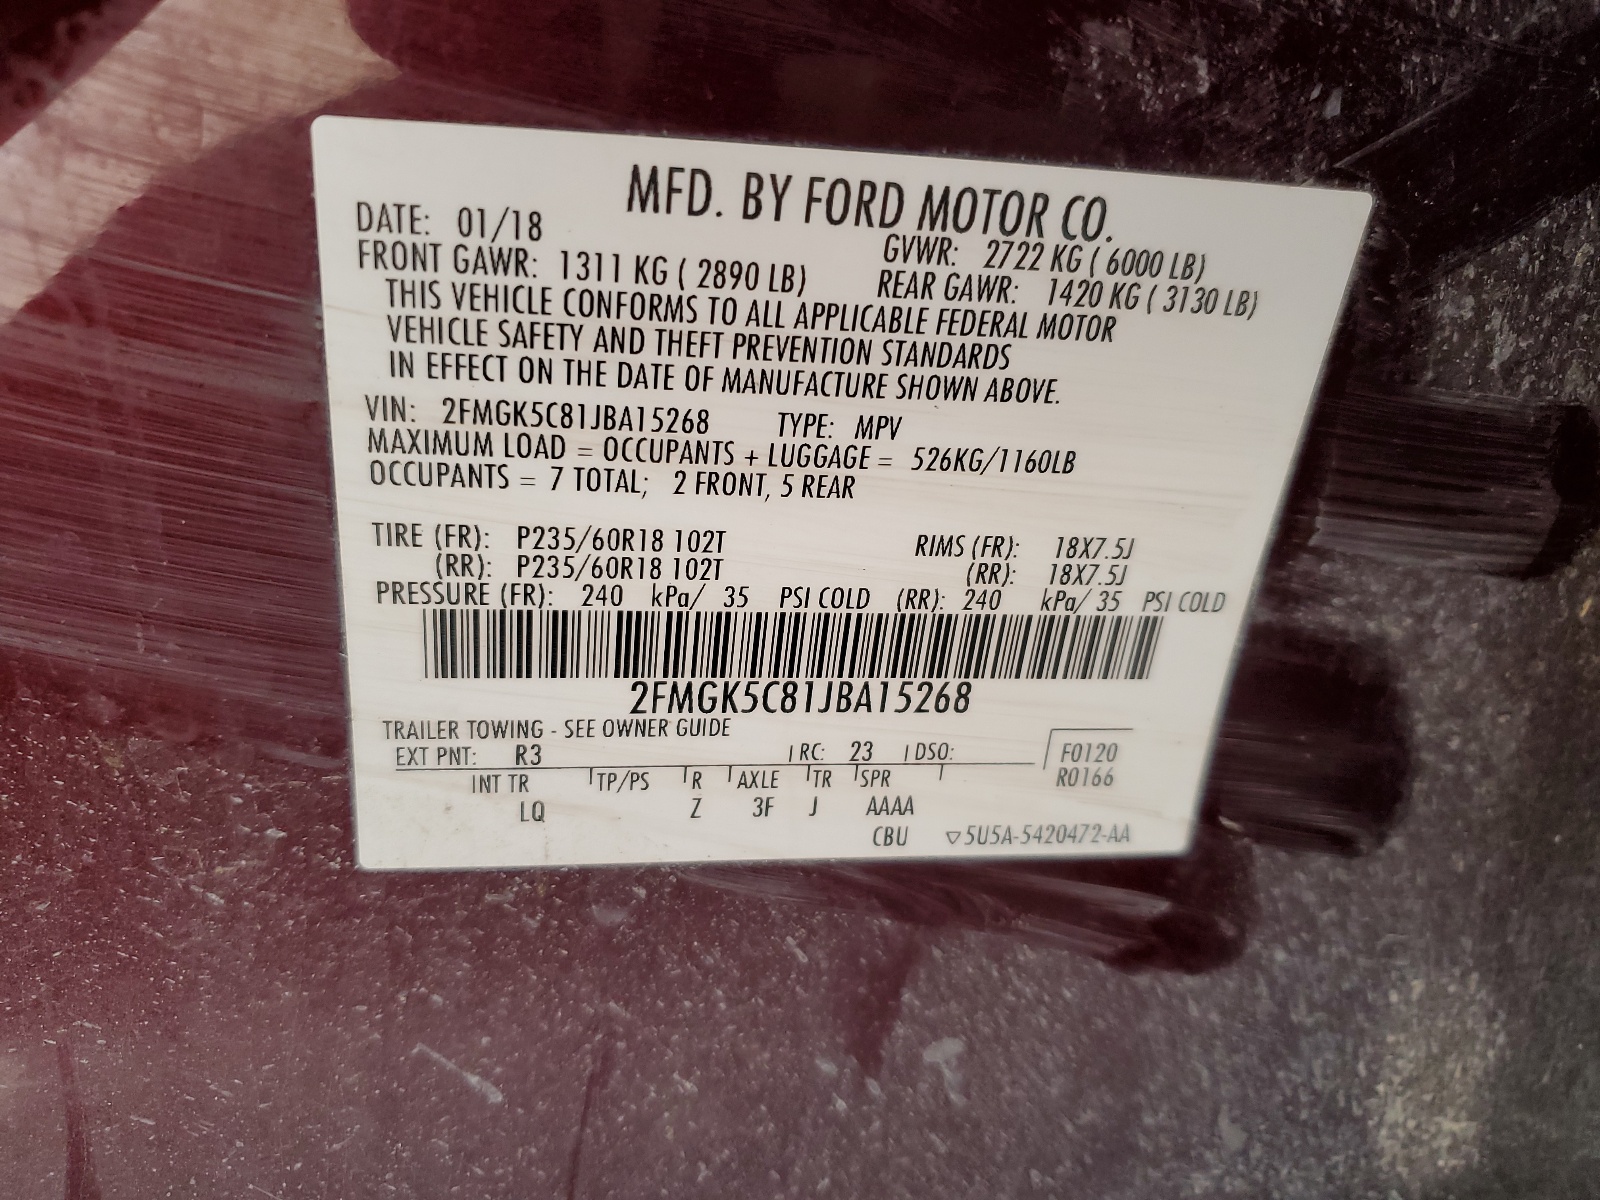 MFD. BY FORD MOTOR CO.
DATE: 01/18 GVWR: 2722 KG ( 6000 LB)
FRONT GAWR: 1311 KG ( 2890 LB) REAR GAWR: 1420 KG ( 3130 LB)
THIS VEHICLE CONFORMS TO ALL APPLICABLE FEDERAL MOTOR
VEHICLE SAFETY AND THEFT PREVENTION STANDARDS
IN EFFECT ON THE DATE OF MANUFACTURE SHOWN ABOVE.
VIN: 2FMGK5C81JBA15268 TYPE: MPV
MAXIMUM LOAD = OCCUPANTS + LUGGAGE = 526KG/1160LB
OCCUPANTS = 7 TOTAL; 2 FRONT, 5 REAR
TIRE (FR): P235/60R18 102T RIMS (FR): 18X7.5J
(RR): P235/60R18 102T (RR): 18X7.5J
PRESSURE (FR): 240 kPa/ 35 PSI COLD (RR): 240 kPa/ 35 PSI COLD
2FMGK5C81JBA15268
TRAILER TOWING - SEE OWNER GUIDE
EXT PNT: R3 RC: 23 DSO: F0120
INT TR TP/PS R AXLE TR SPR R0166
LQ Z 3F J AAAA
CBU ▽5U5A-5420472-AA